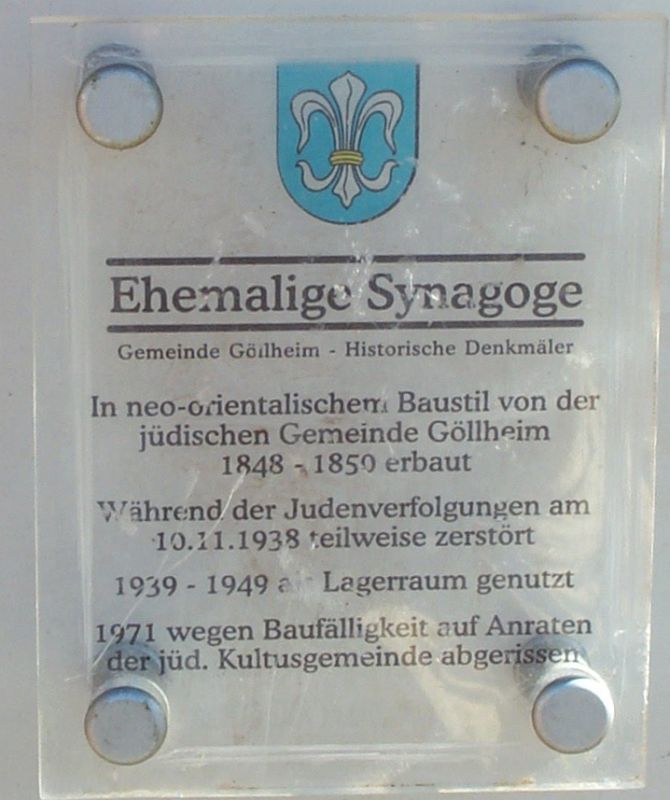 Ehemalige Synagoge
Gemeinde Göllheim - Historische Denkmäler
In neo-orientalischem Baustil von der
jüdischen Gemeinde Göllheim
1848 - 1850 erbaut
Während der Judenverfolgungen am
10.11.1938 teilweise zerstört
1939 - 1949 als Lagerraum genutzt
1971 wegen Baufälligkeit auf Anraten
der jüd. Kultusgemeinde abgerissen